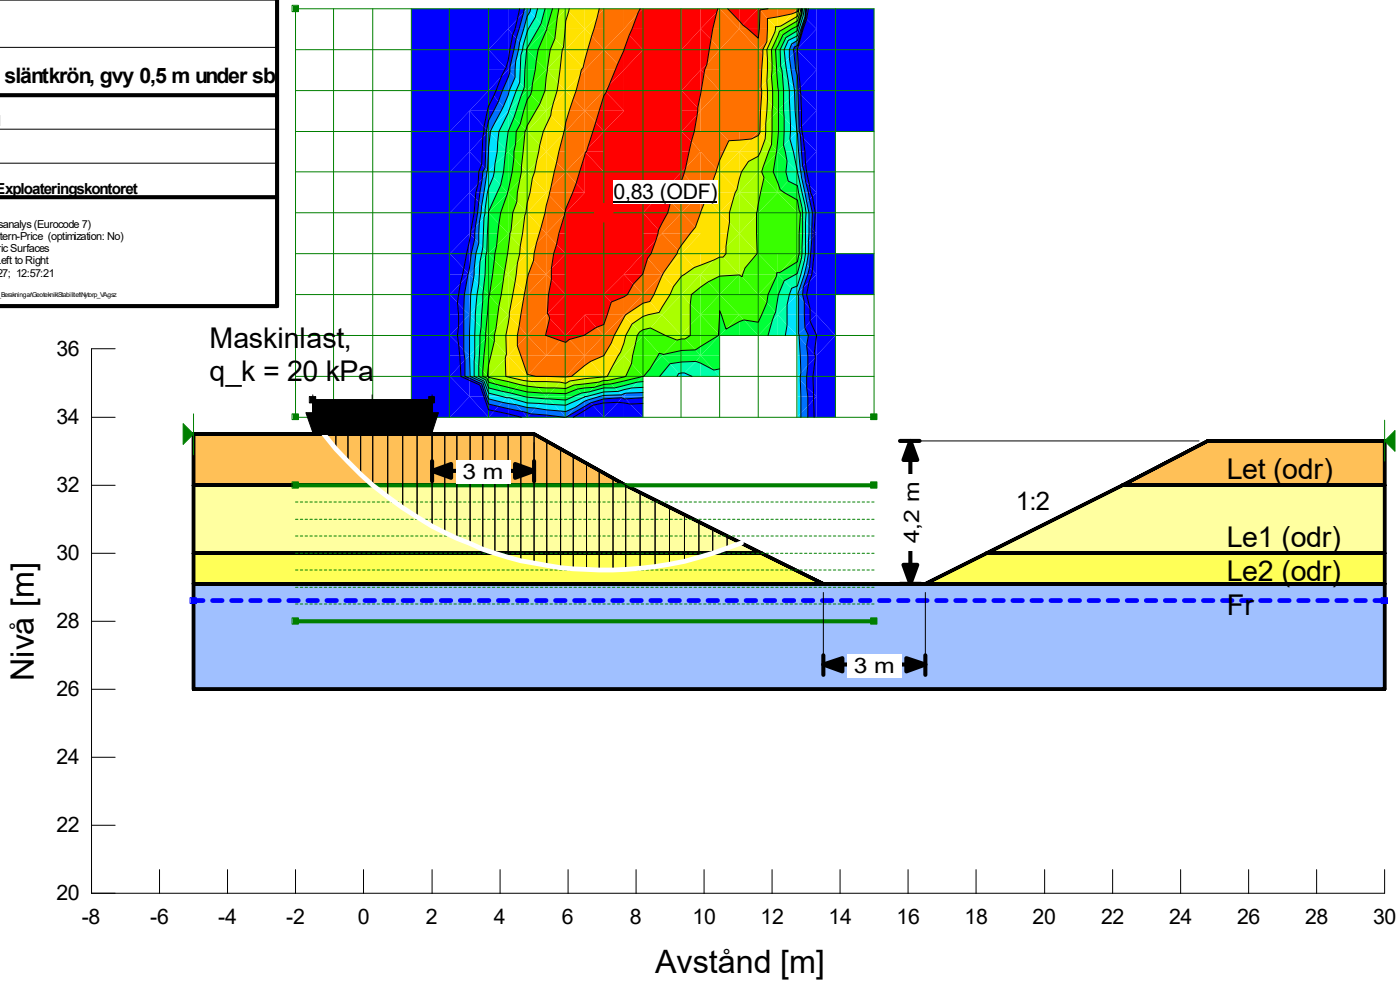 släntkrön, gvy 0,5 m under sb
Exploateringskontoret
sanalys (Eurocode 7)
tern-Price (optimization: No)
ric Surfaces
Left to Right
27; 12:57:21
0,83 (ODF)
Maskinlast,
q_k = 20 kPa
3 m
4,2 m
1:2
Let (odr)
Le1 (odr)
Le2 (odr)
Fr
3 m
Nivå [m]
36
34
32
30
28
26
24
22
20
-8 -6 -4 -2 0 2 4 6 8 10 12 14 16 18 20 22 24 26 28 30
Avstånd [m]